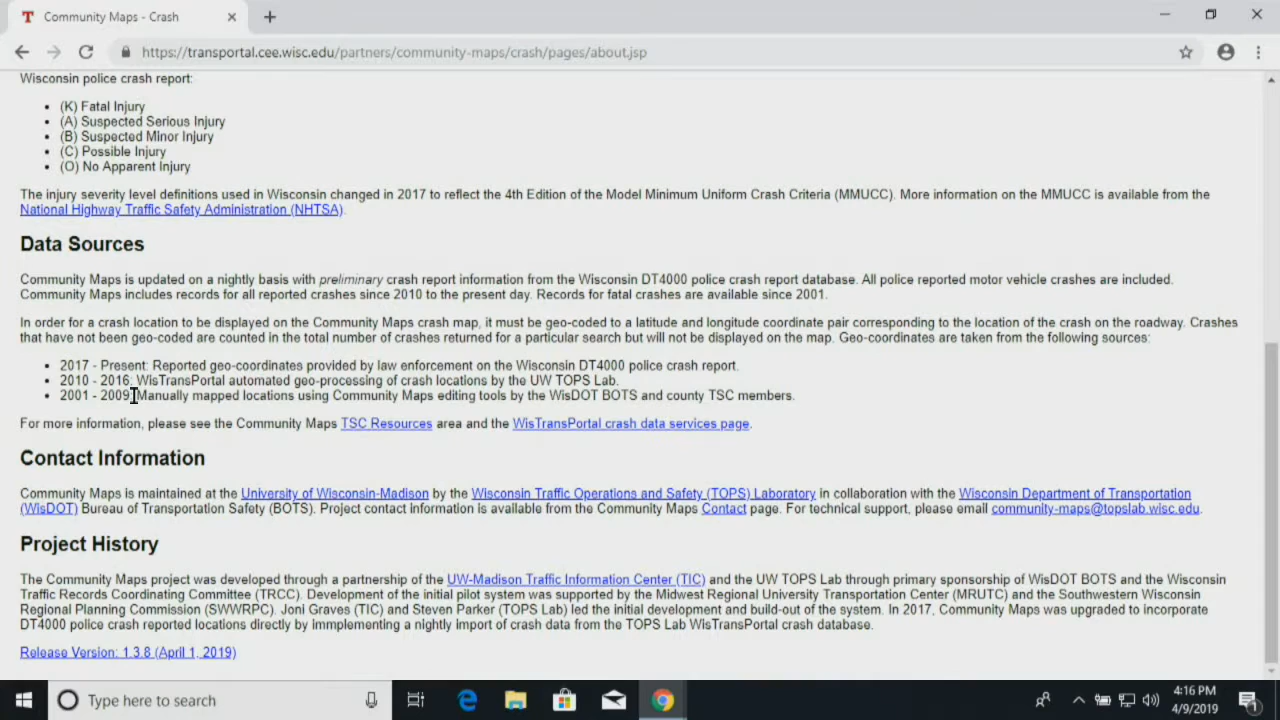 Community Maps - Crash
https://transportal.cee.wisc.edu/partners/community-maps/crash/pages/about.jsp
Wisconsin police crash report:
• (K) Fatal Injury
• (A) Suspected Serious Injury
• (B) Suspected Minor Injury
• (C) Possible Injury
• (O) No Apparent Injury
The injury severity level definitions used in Wisconsin changed in 2017 to reflect the 4th Edition of the Model Minimum Uniform Crash Criteria (MMUCC). More information on the MMUCC is available from the
National Highway Traffic Safety Administration (NHTSA).
Data Sources
Community Maps is updated on a nightly basis with preliminary crash report information from the Wisconsin DT4000 police crash report database. All police reported motor vehicle crashes are included.
Community Maps includes records for all reported crashes since 2010 to the present day. Records for fatal crashes are available since 2001.
In order for a crash location to be displayed on the Community Maps crash map, it must be geo-coded to a latitude and longitude coordinate pair corresponding to the location of the crash on the roadway. Crashes
that have not been geo-coded are counted in the total number of crashes returned for a particular search but will not be displayed on the map. Geo-coordinates are taken from the following sources:
• 2017 - Present: Reported geo-coordinates provided by law enforcement on the Wisconsin DT4000 police crash report.
• 2010 - 2016: WisTransPortal automated geo-processing of crash locations by the UW TOPS Lab.
• 2001 - 2009: Manually mapped locations using Community Maps editing tools by the WisDOT BOTS and county TSC members.
For more information, please see the Community Maps TSC Resources area and the WisTransPortal crash data services page.
Contact Information
Community Maps is maintained at the University of Wisconsin-Madison by the Wisconsin Traffic Operations and Safety (TOPS) Laboratory in collaboration with the Wisconsin Department of Transportation
(WisDOT) Bureau of Transportation Safety (BOTS). Project contact information is available from the Community Maps Contact page. For technical support, please email community-maps@topslab.wisc.edu.
Project History
The Community Maps project was developed through a partnership of the UW-Madison Traffic Information Center (TIC) and the UW TOPS Lab through primary sponsorship of WisDOT BOTS and the Wisconsin
Traffic Records Coordinating Committee (TRCC). Development of the initial pilot system was supported by the Midwest Regional University Transportation Center (MRUTC) and the Southwestern Wisconsin
Regional Planning Commission (SWWRPC). Joni Graves (TIC) and Steven Parker (TOPS Lab) led the initial development and build-out of the system. In 2017, Community Maps was upgraded to incorporate
DT4000 police crash reported locations directly by immplementing a nightly import of crash data from the TOPS Lab WisTransPortal crash database.
Release Version: 1.3.8 (April 1, 2019)
Type here to search
4:16 PM
4/9/2019
1